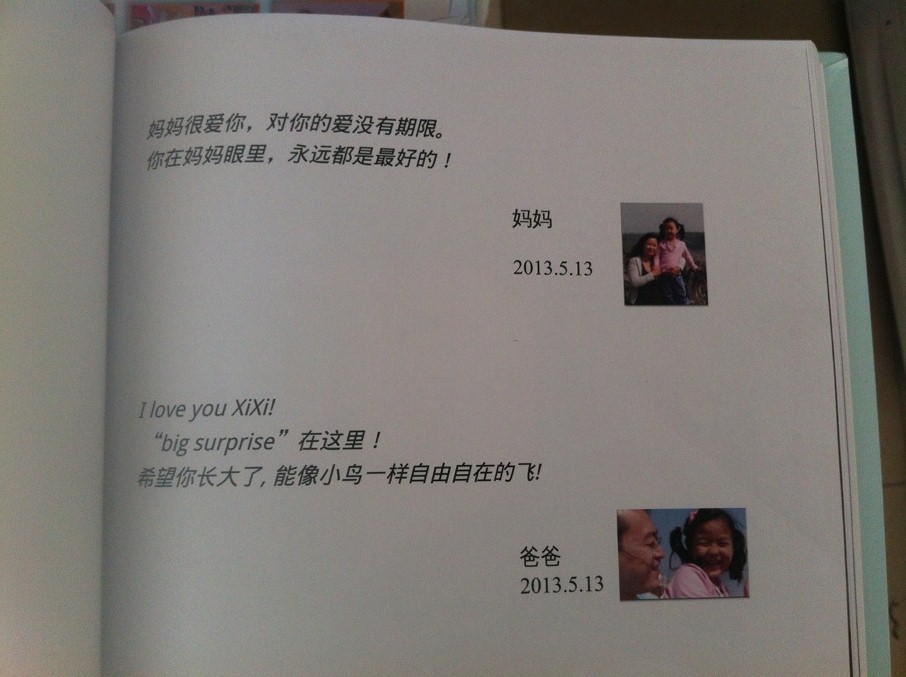 妈妈很爱你，对你的爱没有期限。
你在妈妈眼里，永远都是最好的！
妈妈
2013.5.13
I love you XiXi!
“big surprise”在这里！
希望你长大了, 能像小鸟一样自由自在的飞!
爸爸
2013.5.13